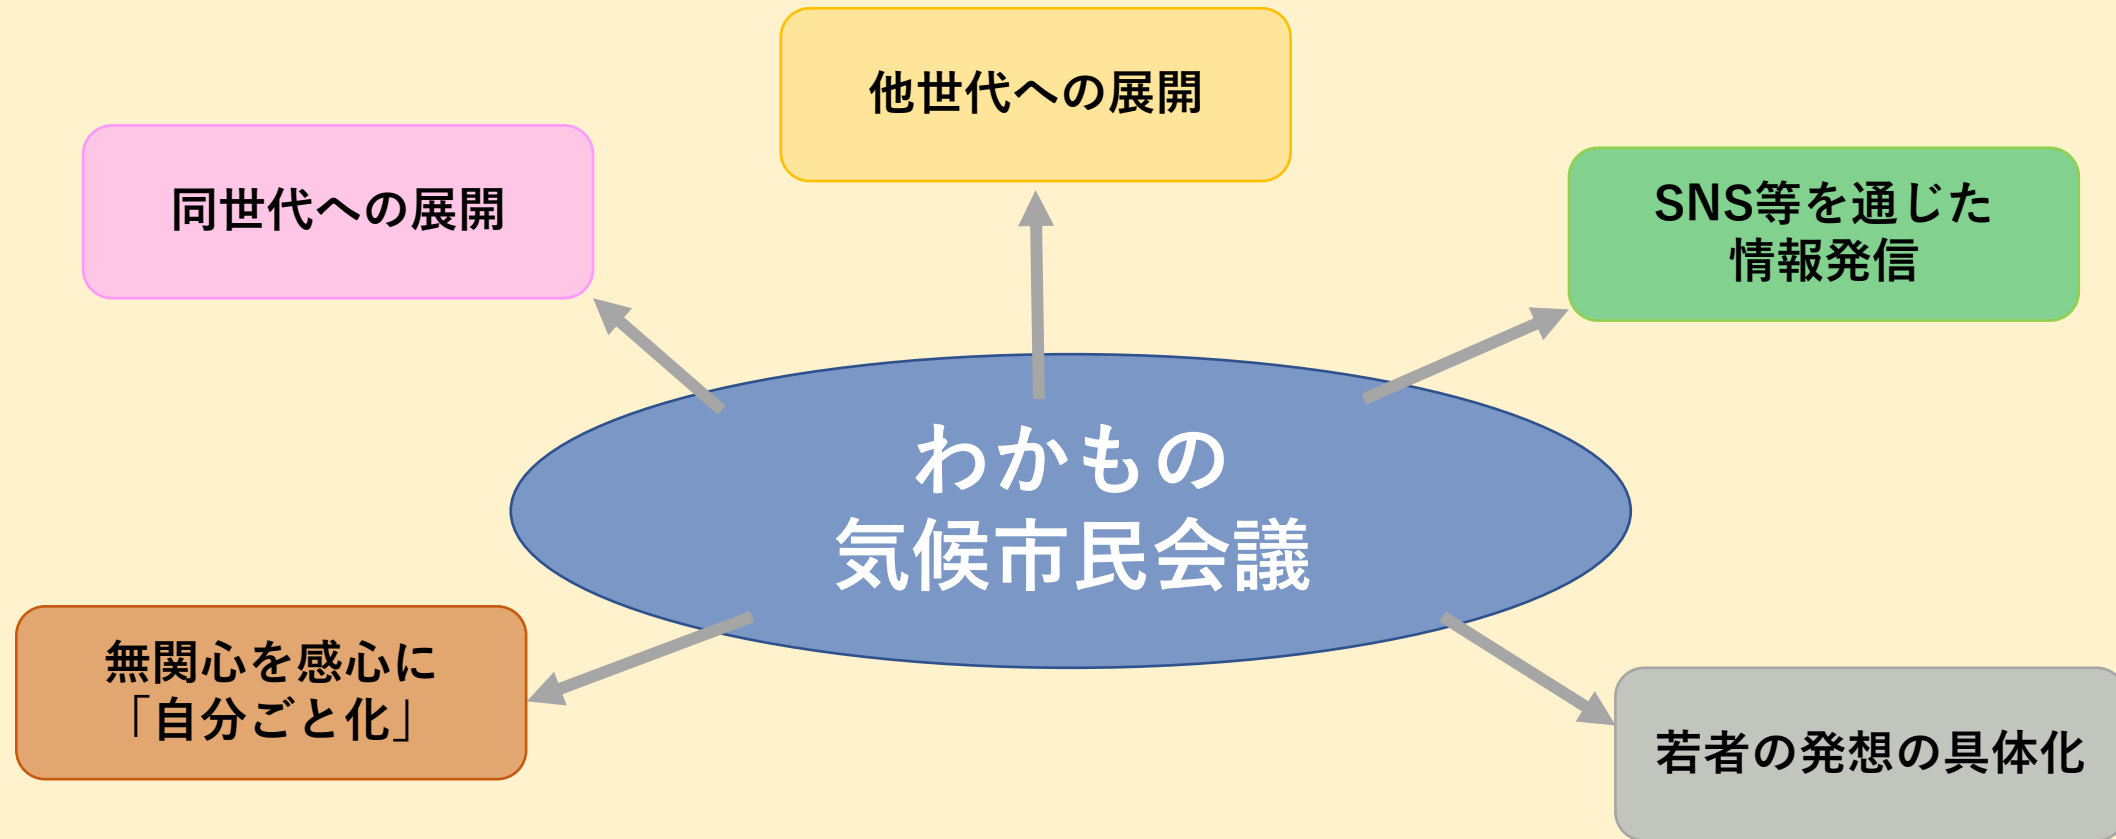 他世代への展開
同世代への展開
SNS等を通じた
情報発信
わかもの
気候市民会議
無関心を感心に
「自分ごと化」
若者の発想の具体化